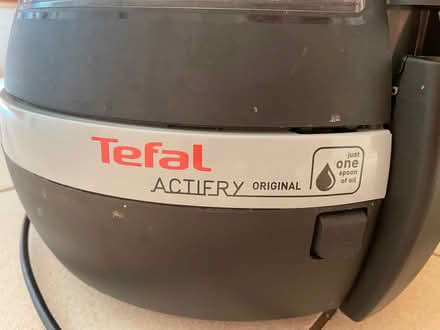 Tefal
ACTIFRY ORIGINAL
just
one
spoon
of oil